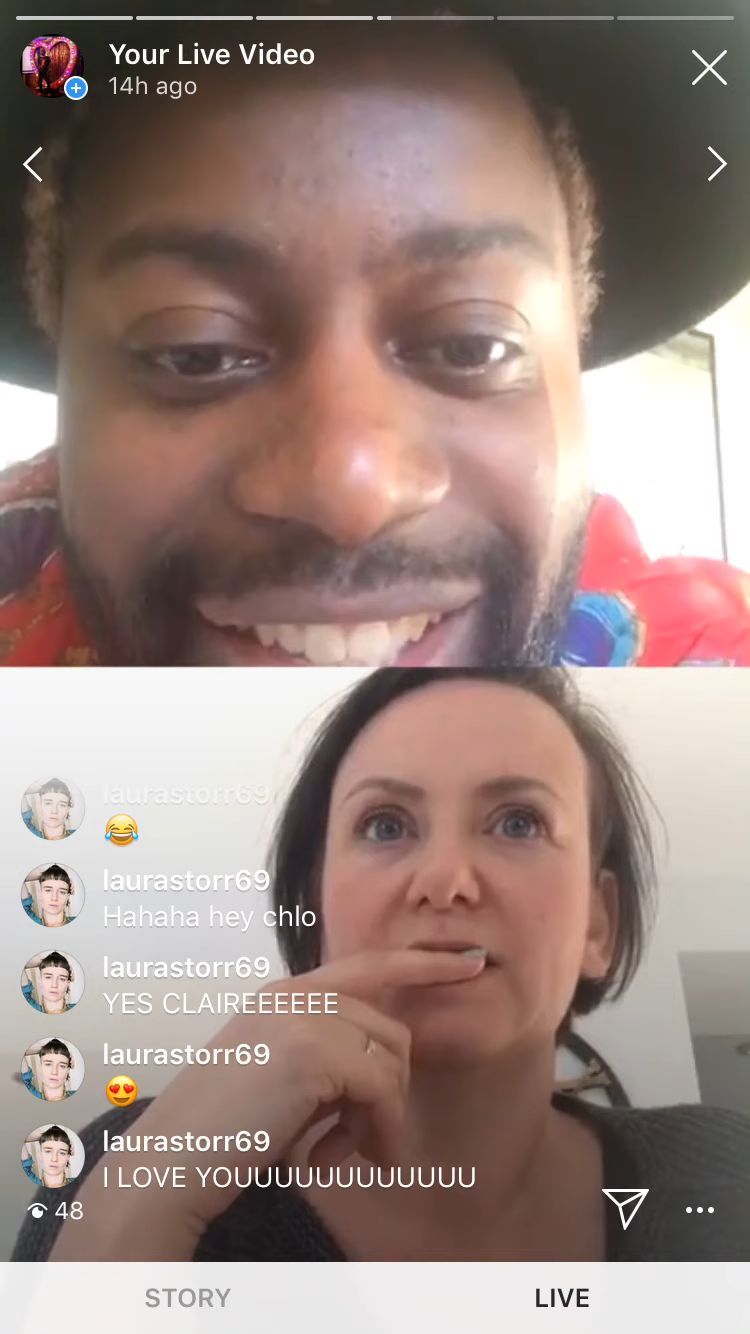 Your Live Video
14h ago
laurastorr69
😂
laurastorr69
Hahaha hey chlo
laurastorr69
YES CLAIREEEEEE
laurastorr69
😍
laurastorr69
I LOVE YOUUUUUUUUUUUUU
48
STORY
LIVE